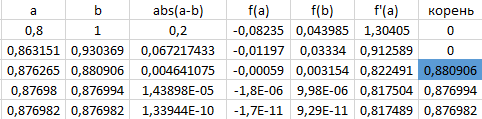 a b abs(a-b) f(a) f(b) f'(a) корень
0,8 1 0,2 -0,08235 0,043985 1,30405 0
0,863151 0,930369 0,067217433 -0,01197 0,03334 0,912589 0
0,876265 0,880906 0,004641075 -0,00059 0,003154 0,822491 0,880906
0,87698 0,876994 1,43898E-05 -1,8E-06 9,98E-06 0,817504 0,876994
0,876982 0,876982 1,33944E-10 -1,7E-11 9,29E-11 0,817489 0,876982